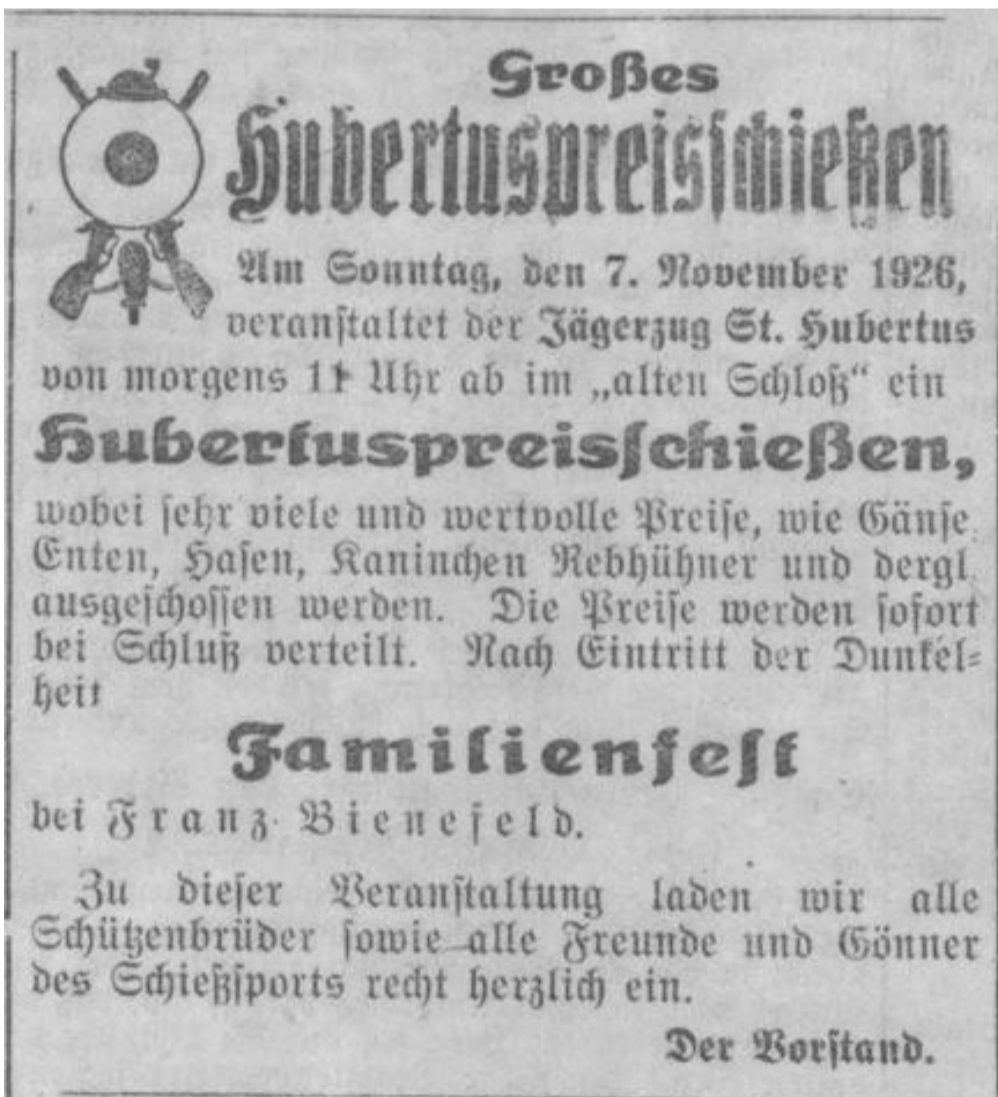 Großes
Hubertuspreisschießen
Am Sonntag, den 7. November 1926,
veranstaltet der Jägerzug St. Hubertus
von morgens 11 Uhr ab im „alten Schloß“ ein
Hubertuspreisschießen,
wobei sehr viele und wertvolle Preise, wie Gänse
Enten, Hasen, Kaninchen Rebhühner und dergl.
ausgeschossen werden. Die Preise werden sofort
bei Schluß verteilt. Nach Eintritt der Dunkel-
heit
Familienfest
bei Franz Bienefeld.
Zu dieser Veranstaltung laden wir alle
Schützenbrüder sowie alle Freunde und Gönner
des Schießsports recht herzlich ein.
Der Vorstand.